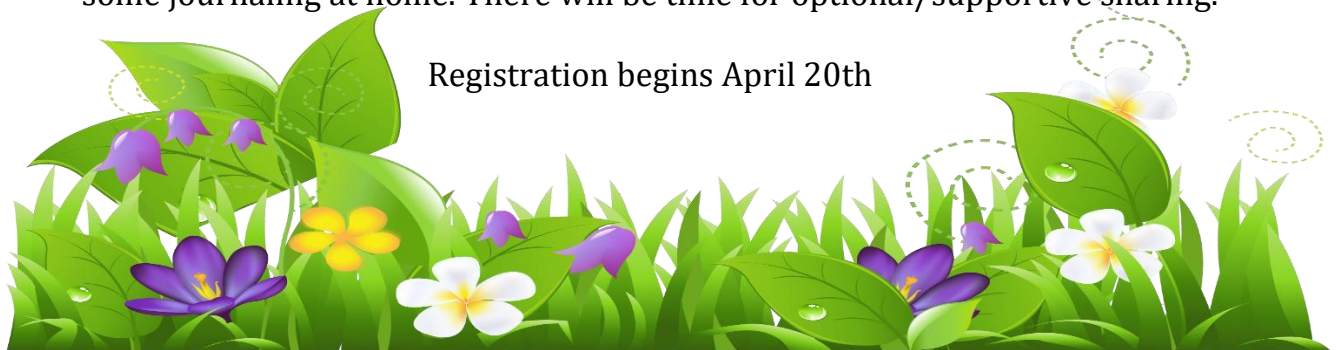 some journaling at home. There will be time for optional/supportive sharing.
Registration begins April 20th